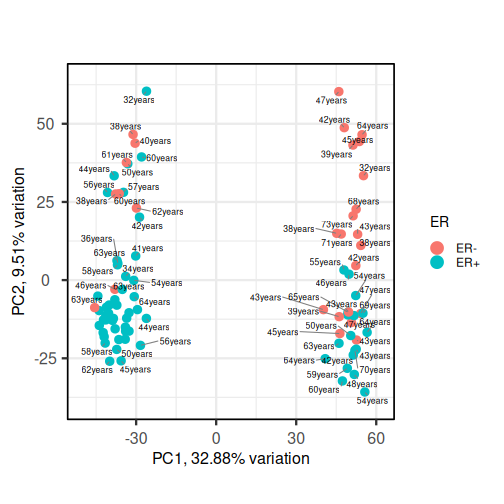 32years
38years
40years
61years
60years
44years
50years
56years
57years
38years
60years
62years
42years
36years
41years
63years
58years
34years
54years
46years
63years
63years
64years
44years
56years
58years
50years
62years
45years
47years
42years
64years
45years
39years
32years
68years
73years
43years
38years
71years
38years
42years
55years
54years
46years
47years
43years
65years
43years
69years
39years
64years
50years
47years
45years
43years
63years
43years
64years
42years
70years
59years
48years
60years
54years
50
25
0
-25
-30
0
30
60
PC1, 32.88% variation
PC2, 9.51% variation
ER
ER-
ER+